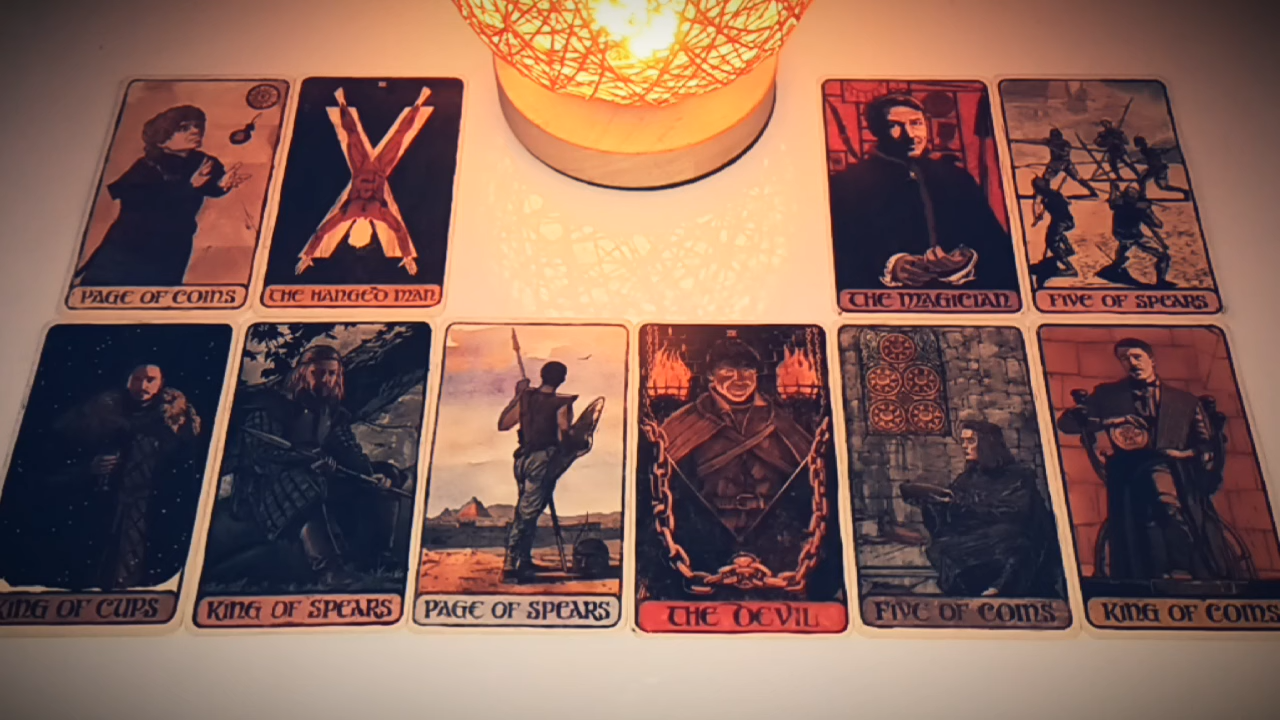 PAGE OF COINS
THE HANGED MAN
THE MAGICIAN
FIVE OF SPEARS
KING OF CUPS
KING OF SPEARS
PAGE OF SPEARS
THE DEVIL
FIVE OF COINS
KING OF COINS